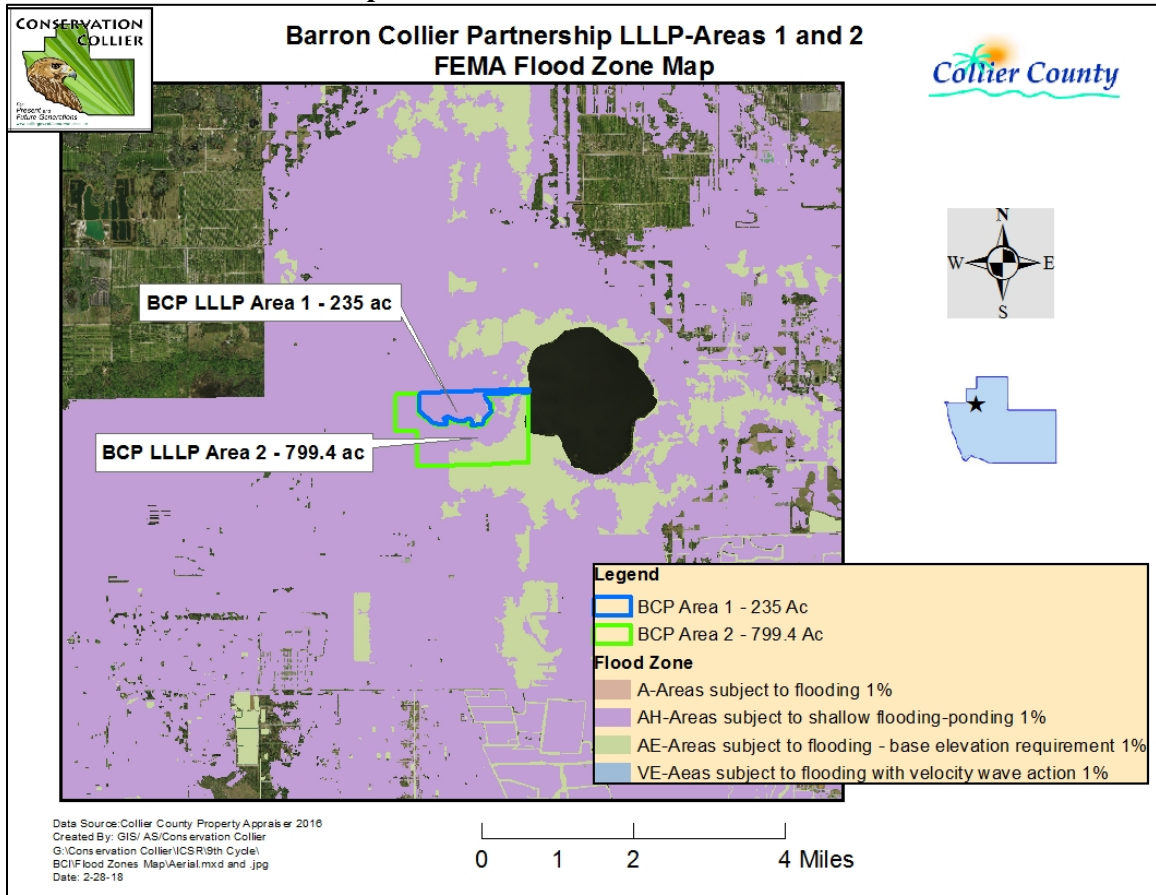 CONSERVATION
COLLIER
For
Present and
Future Generations
Barron Collier Partnership LLLP-Areas 1 and 2
FEMA Flood Zone Map
Collier County
N
W
E
S
BCP LLLP Area 1 - 235 ac
BCP LLLP Area 2 - 799.4 ac
Legend
BCP Area 1 - 235 Ac
BCP Area 2 - 799.4 Ac
Flood Zone
A-Areas subject to flooding 1%
AH-Areas subject to shallow flooding-ponding 1%
AE-Areas subject to flooding - base elevation requirement 1%
VE-Aeas subject to flooding with velocity wave action 1%
Data Source:Collier County Property Appraiser 2016
Created By: GIS/ AS/Conservation Collier
G:\Conservation Collier\ICSR\9th Cycle\
BCI\Flood Zones Map\Aerial.mxd and .jpg
Date: 2-28-18
0 1 2 4 Miles